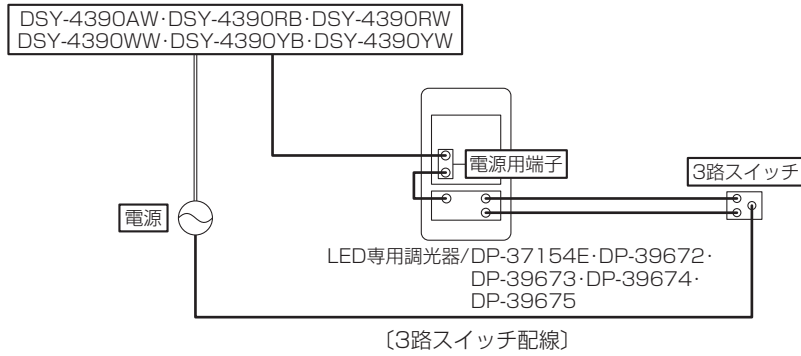 DSY-4390AW·DSY-4390RB·DSY-4390RW
DSY-4390WW·DSY-4390YB·DSY-4390YW
電源用端子
3路スイッチ
電源
LED専用調光器/DP-37154E·DP-39672·
DP-39673·DP-39674·
DP-39675
〔3路スイッチ配線〕